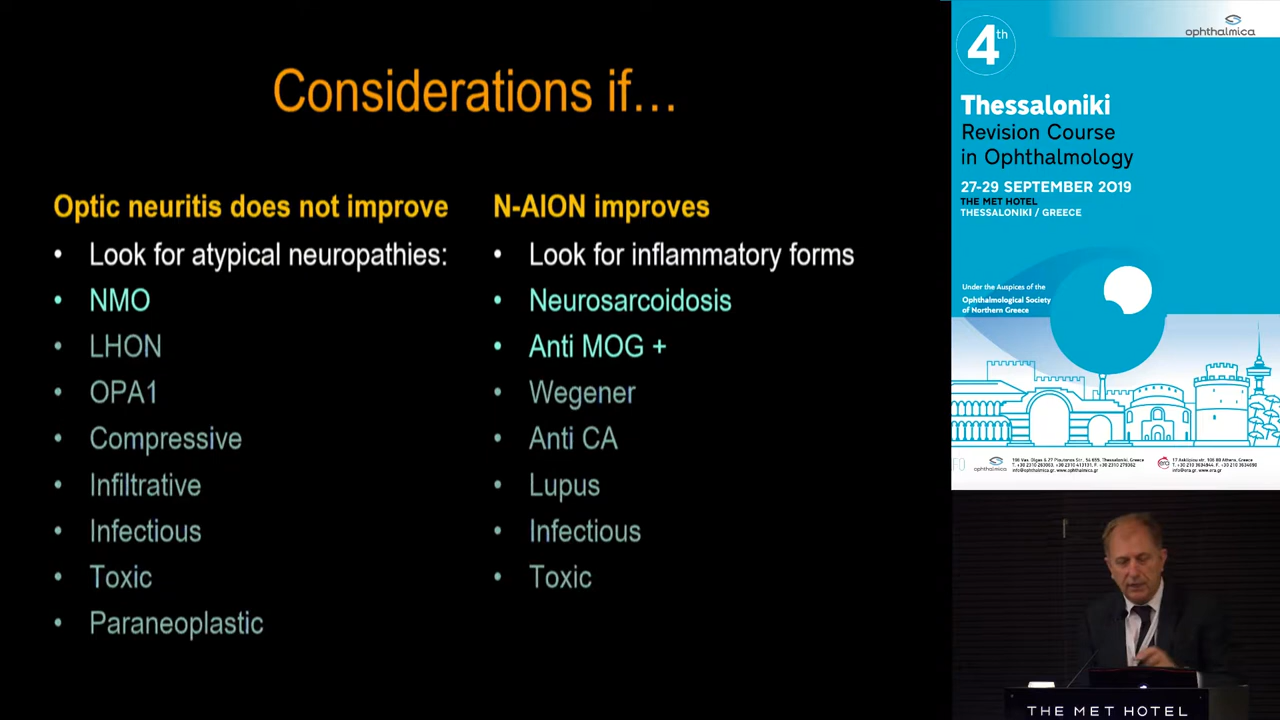 Considerations if…
Optic neuritis does not improve
• Look for atypical neuropathies:
• NMO
• LHON
• OPA1
• Compressive
• Infiltrative
• Infectious
• Toxic
• Paraneoplastic
N-AION improves
• Look for inflammatory forms
• Neurosarcoidosis
• Anti MOG +
• Wegener
• Anti CA
• Lupus
• Infectious
• Toxic
ophthalmica
4th
Thessaloniki
Revision Course
in Ophthalmology
27-29 SEPTEMBER 2019
THE MET HOTEL
THESSALONIKI / GREECE
Under the Auspices of the
Ophthalmological Society
of Northern Greece
ophthalmica
THE MET HOTEL